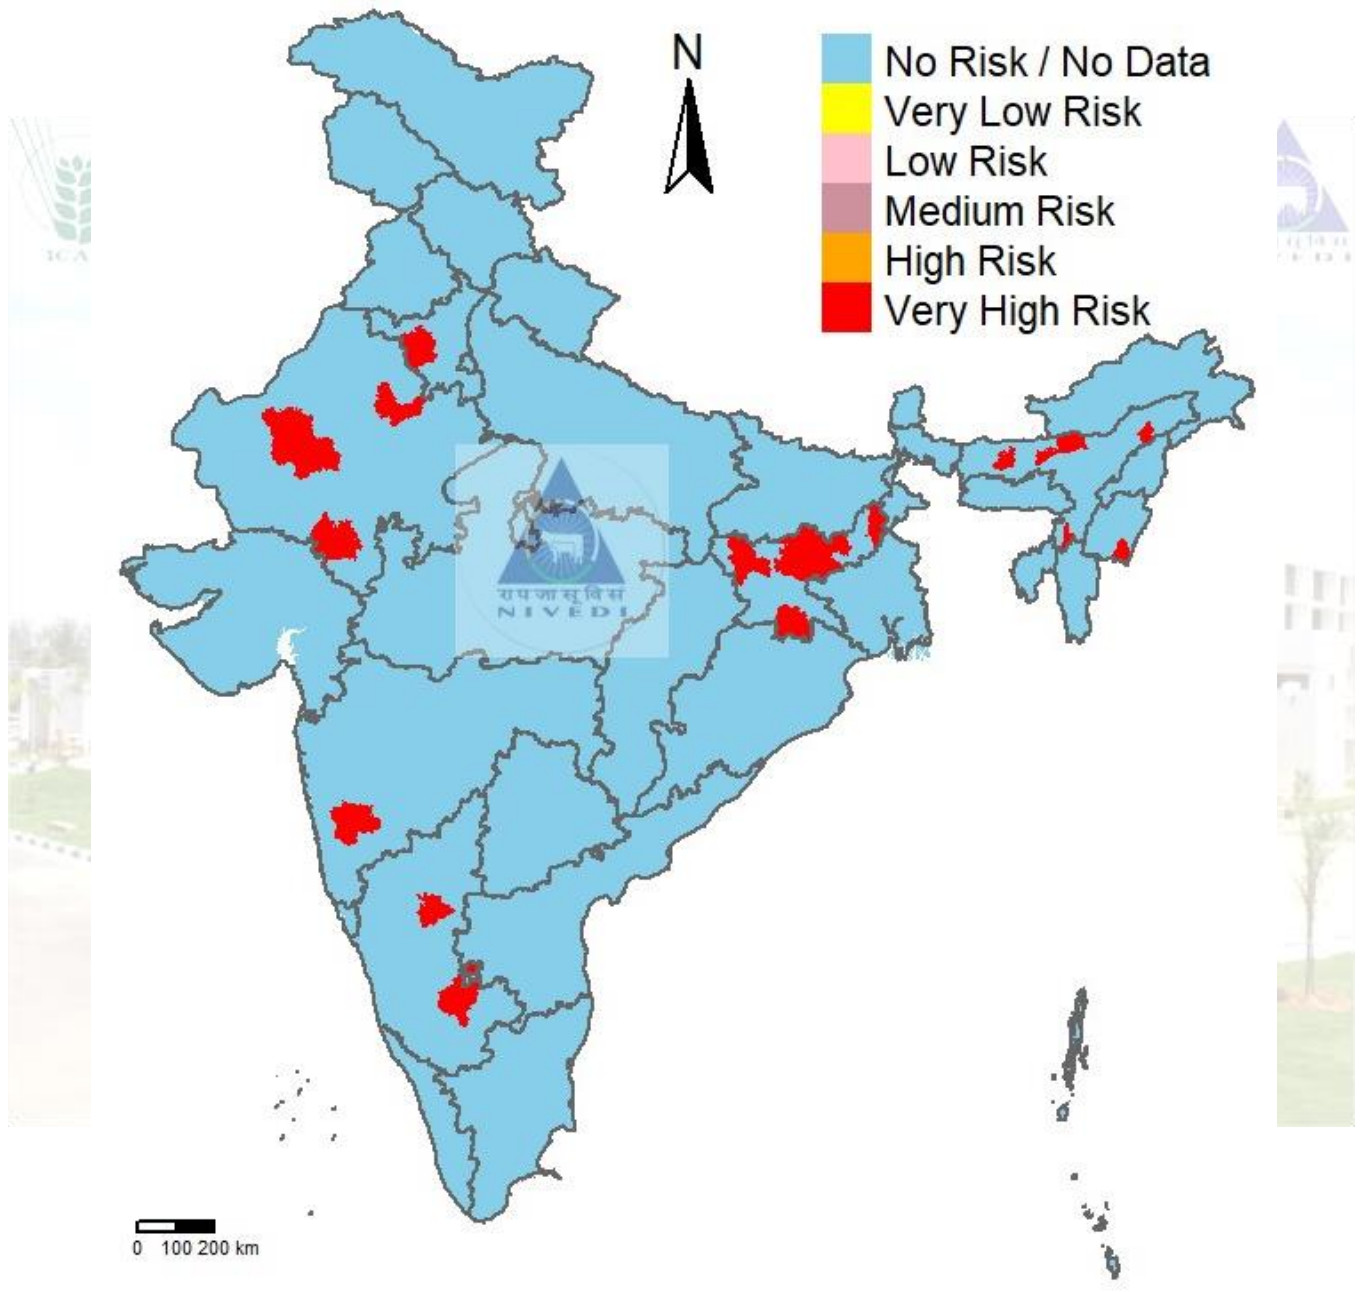 N
No Risk / No Data
Very Low Risk
Low Risk
Medium Risk
High Risk
Very High Risk
रापजासूविसं
NIVEDI
0 100 200 km